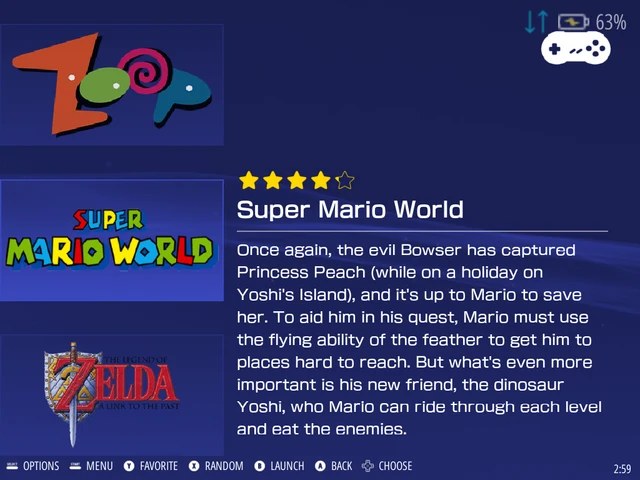 63%
ZOOP
SUPER
MARIO WORLD
THE LEGEND OF
ZELDA
A LINK TO THE PAST
Super Mario World
Once again, the evil Bowser has captured
Princess Peach (while on a holiday on
Yoshi's Island), and it's up to Mario to save
her. To aid him in his quest, Mario must use
the flying ability of the feather to get him to
places hard to reach. But what's even more
important is his new friend, the dinosaur
Yoshi, who Mario can ride through each level
and eat the enemies.
SELECT OPTIONS START MENU Y FAVORITE X RANDOM B LAUNCH A BACK CHOOSE
2:59